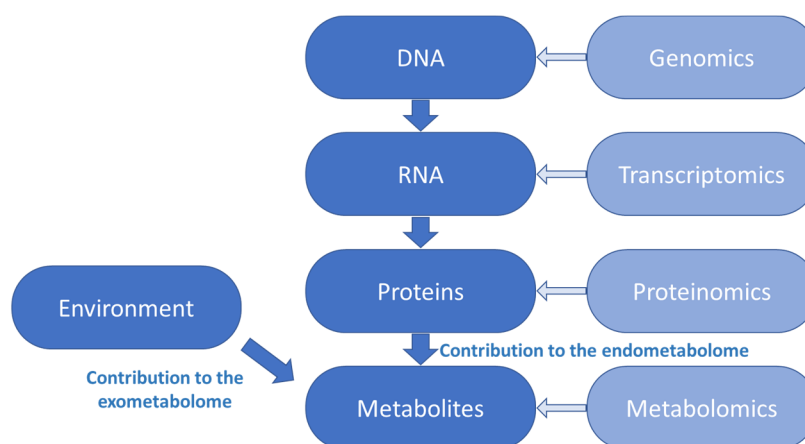 DNA
Genomics
RNA
Transcriptomics
Environment
Proteins
Proteinomics
Contribution to the endometabolome
Contribution to the
exometabolome
Metabolites
Metabolomics